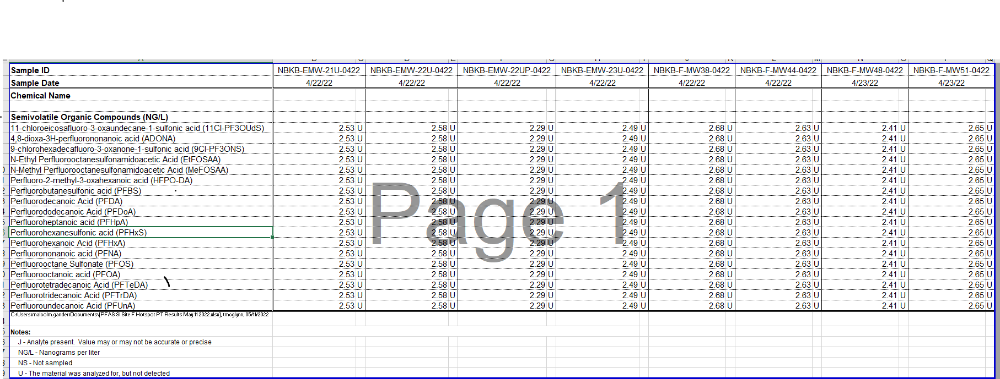 Sample ID NBKB-EMW-21U-0422 NBKB-EMW-22U-0422 NBKB-EMW-22UP-0422 NBKB-EMW-23U-0422 NBKB-F-MW38-0422 NBKB-F-MW44-0422 NBKB-F-MW48-0422 NBKB-F-MW51-0422
Sample Date 4/22/22 4/22/22 4/22/22 4/22/22 4/22/22 4/22/22 4/23/22 4/23/22
Chemical Name
Semivolatile Organic Compounds (NG/L)
11-chloroeicosafluoro-3-oxaundecane-1-sulfonic acid (11Cl-PF3OUdS) 2.53 U 2.58 U 2.29 U 2.49 U 2.68 U 2.63 U 2.41 U 2.65 U
4,8-dioxa-3H-perfluorononanoic acid (ADONA) 2.53 U 2.58 U 2.29 U 2.49 U 2.68 U 2.63 U 2.41 U 2.65 U
9-chlorohexadecafluoro-3-oxanone-1-sulfonic acid (9Cl-PF3ONS) 2.53 U 2.58 U 2.29 U 2.49 U 2.68 U 2.63 U 2.41 U 2.65 U
N-Ethyl Perfluorooctanesulfonamidoacetic Acid (EtFOSAA) 2.53 U 2.58 U 2.29 U 2.49 U 2.68 U 2.63 U 2.41 U 2.65 U
N-Methyl Perfluorooctanesulfonamidoacetic Acid (MeFOSAA) 2.53 U 2.58 U 2.29 U 2.49 U 2.68 U 2.63 U 2.41 U 2.65 U
Perfluoro-2-methyl-3-oxahexanoic acid (HFPO-DA) 2.53 U 2.58 U 2.29 U 2.49 U 2.68 U 2.63 U 2.41 U 2.65 U
Perfluorobutanesulfonic acid (PFBS) 2.53 U 2.58 U 2.29 U 2.49 U 2.68 U 2.63 U 2.41 U 2.65 U
Perfluorodecanoic Acid (PFDA) 2.53 U 2.58 U 2.29 U 2.49 U 2.68 U 2.63 U 2.41 U 2.65 U
Perfluorododecanoic Acid (PFDoA) 2.53 U 2.58 U 2.29 U 2.49 U 2.68 U 2.63 U 2.41 U 2.65 U
Perfluoroheptanoic acid (PFHpA) 2.53 U 2.58 U 2.29 U 2.49 U 2.68 U 2.63 U 2.41 U 2.65 U
Perfluorohexanesulfonic acid (PFHxS) 2.53 U 2.58 U 2.29 U 2.49 U 2.68 U 2.63 U 2.41 U 2.65 U
Perfluorohexanoic Acid (PFHxA) 2.53 U 2.58 U 2.29 U 2.49 U 2.68 U 2.63 U 2.41 U 2.65 U
Perfluorononanoic acid (PFNA) 2.53 U 2.58 U 2.29 U 2.49 U 2.68 U 2.63 U 2.41 U 2.65 U
Perfluorooctane Sulfonate (PFOS) 2.53 U 2.58 U 2.29 U 2.49 U 2.68 U 2.63 U 2.41 U 2.65 U
Perfluorooctanoic acid (PFOA) 2.53 U 2.58 U 2.29 U 2.49 U 2.68 U 2.63 U 2.41 U 2.65 U
Perfluorotetradecanoic Acid (PFTeDA) 2.53 U 2.58 U 2.29 U 2.49 U 2.68 U 2.63 U 2.41 U 2.65 U
Perfluorotridecanoic Acid (PFTrDA) 2.53 U 2.58 U 2.29 U 2.49 U 2.68 U 2.63 U 2.41 U 2.65 U
Perfluoroundecanoic Acid (PFUnA) 2.53 U 2.58 U 2.29 U 2.49 U 2.68 U 2.63 U 2.41 U 2.65 U
Page 1
C:\Users\malcolm.gander\Documents\[PFAS SI Site F Hotspot PT Results May 11 2022.xlsx], tmcglynn, 05/11/2022
Notes:
J - Analyte present. Value may or may not be accurate or precise
NG/L - Nanograms per liter
NS - Not sampled
U - The material was analyzed for, but not detected